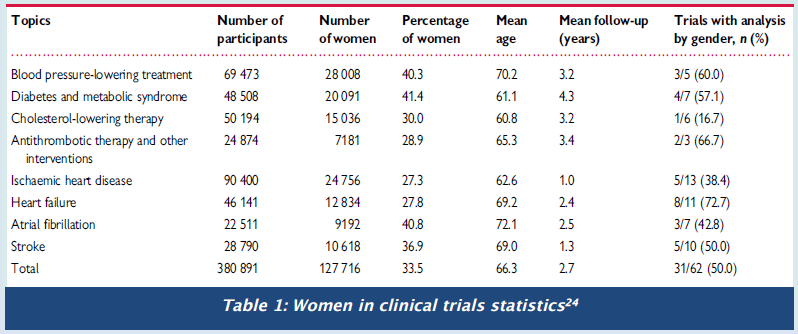 Topics Number of participants Number of women Percentage of women Mean age Mean follow-up (years) Trials with analysis by gender, n (%)
Blood pressure-lowering treatment 69 473 28 008 40.3 70.2 3.2 3/5 (60.0)
Diabetes and metabolic syndrome 48 508 20 091 41.4 61.1 4.3 4/7 (57.1)
Cholesterol-lowering therapy 50 194 15 036 30.0 60.8 3.2 1/6 (16.7)
Antithrombotic therapy and other interventions 24 874 7181 28.9 65.3 3.4 2/3 (66.7)
Ischaemic heart disease 90 400 24 756 27.3 62.6 1.0 5/13 (38.4)
Heart failure 46 141 12 834 27.8 69.2 2.4 8/11 (72.7)
Atrial fibrillation 22 511 9192 40.8 72.1 2.5 3/7 (42.8)
Stroke 28 790 10 618 36.9 69.0 1.3 5/10 (50.0)
Total 380 891 127 716 33.5 66.3 2.7 31/62 (50.0)
Table 1: Women in clinical trials statistics24